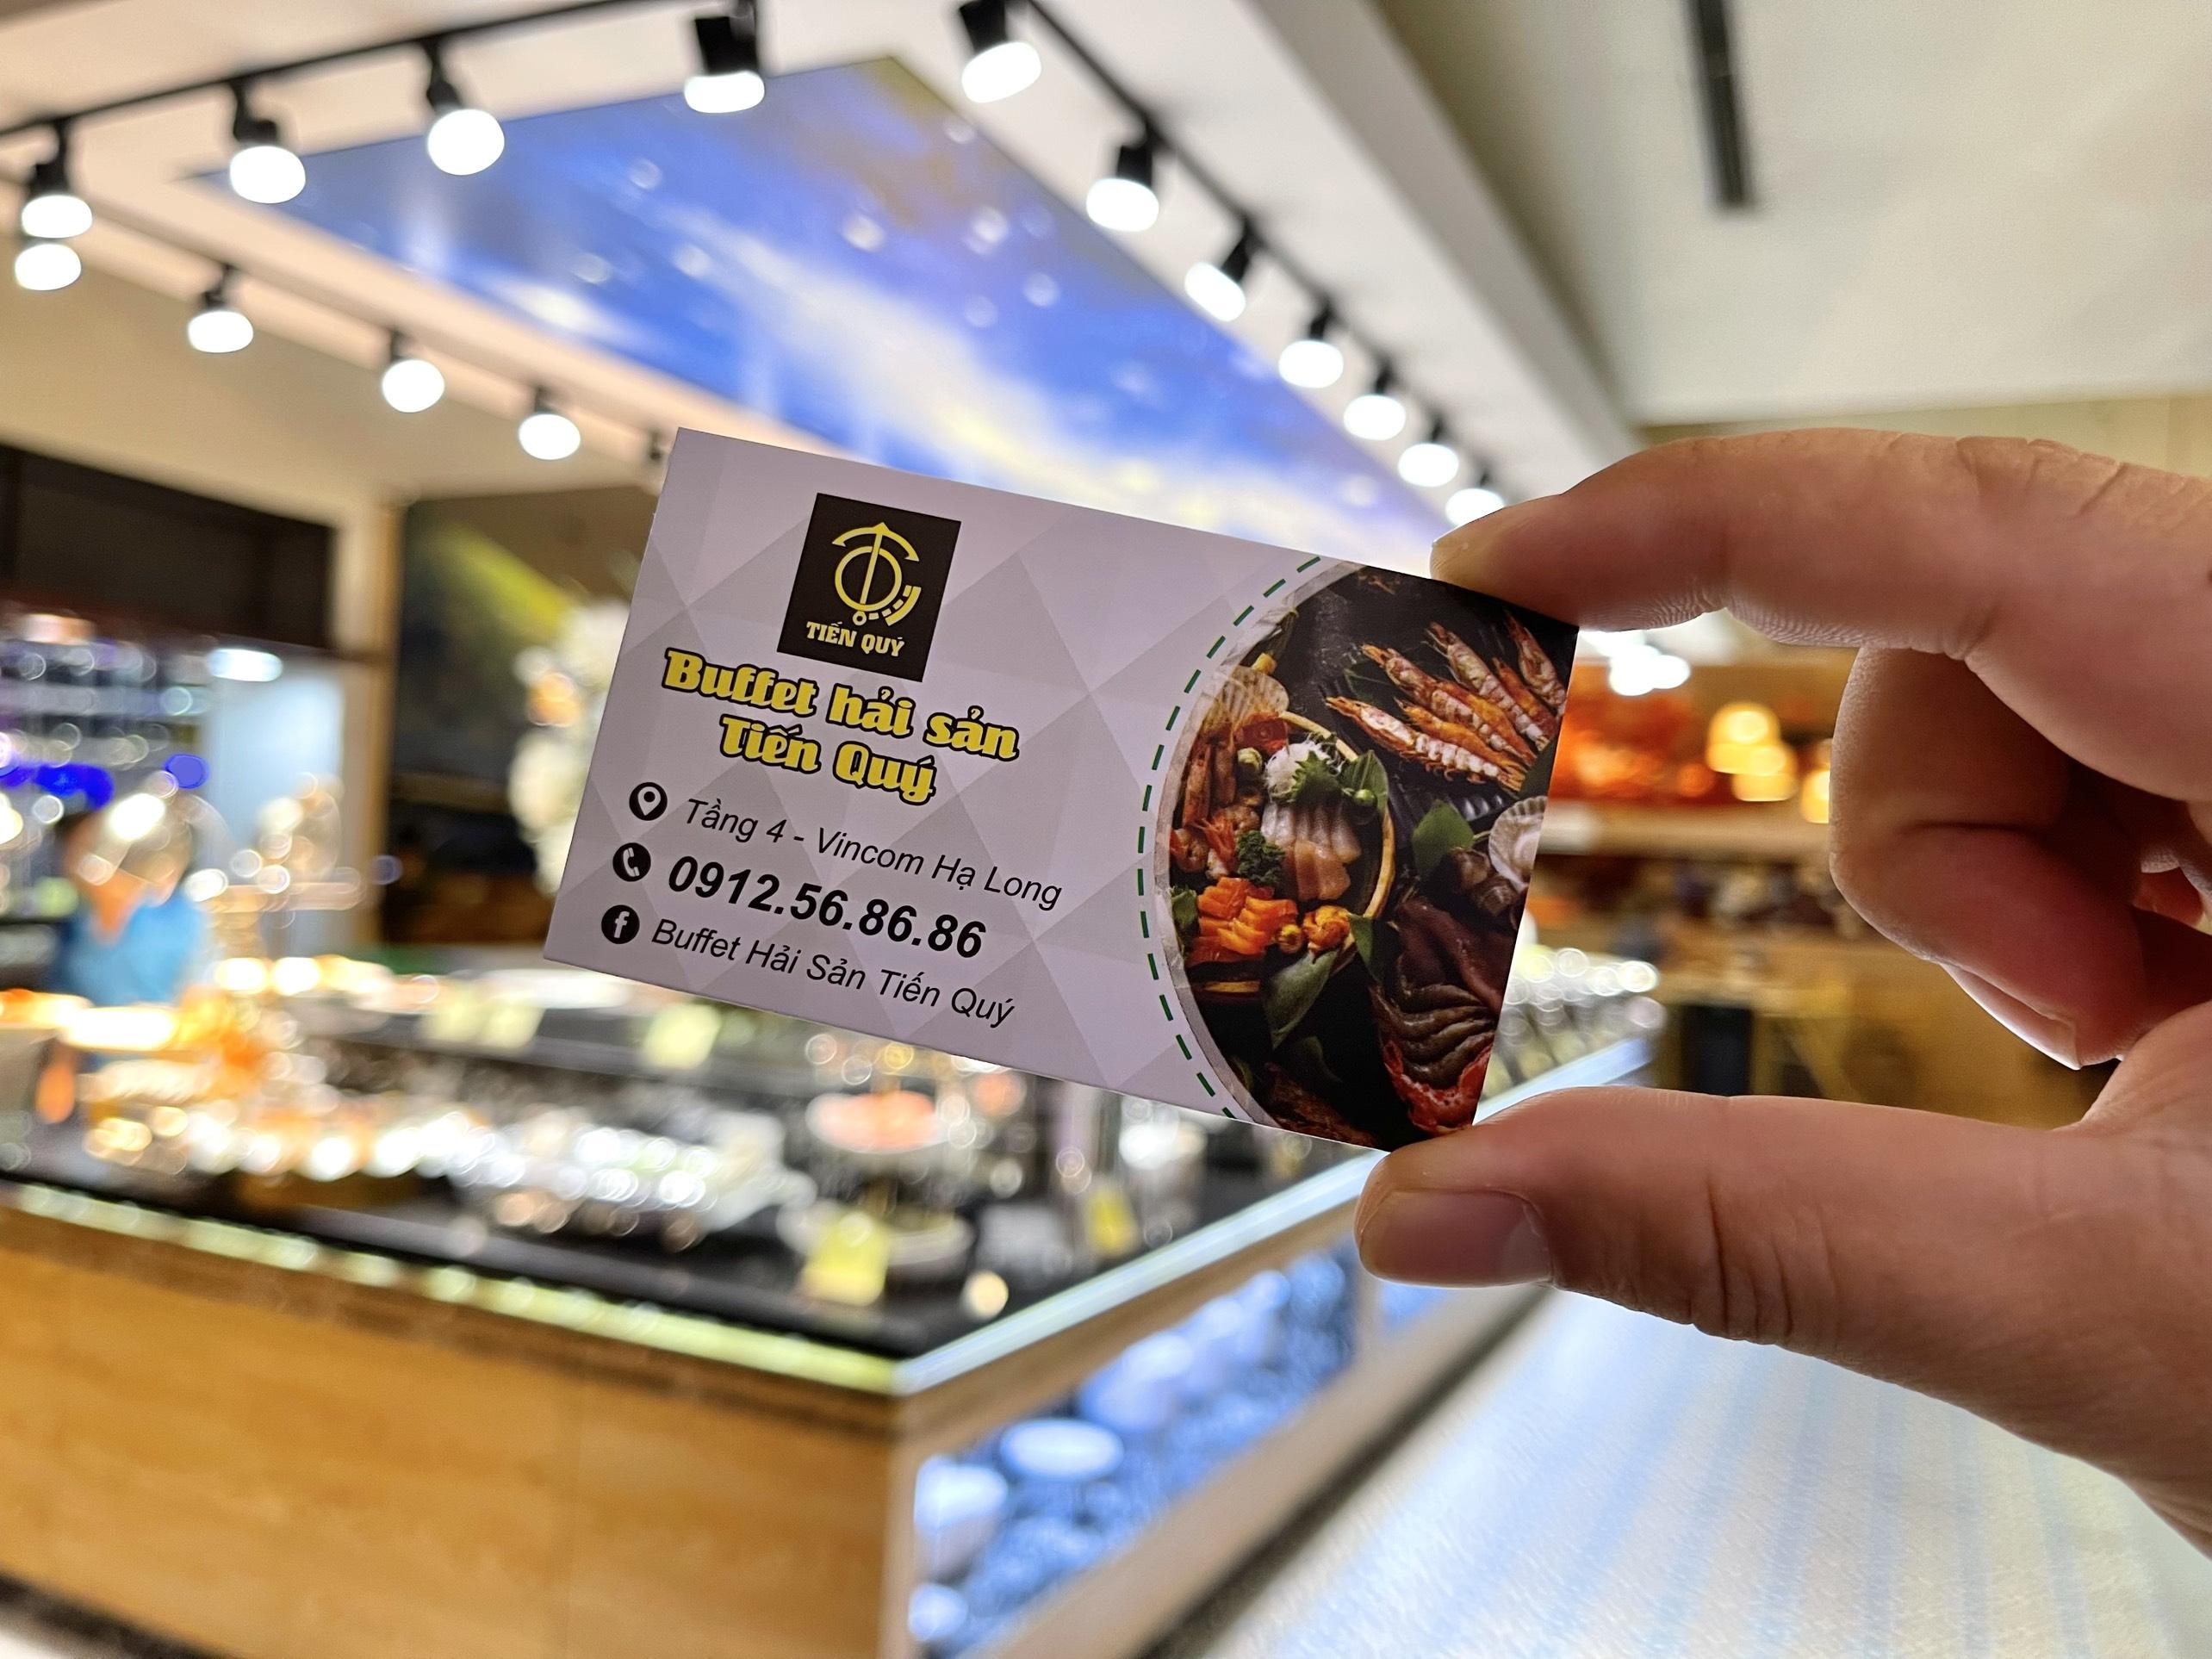 TIẾN QUÝ
Buffet hải sản
Tiến Quý
Tầng 4 - Vincom Hạ Long
0912.56.86.86
Buffet Hải Sản Tiến Quý